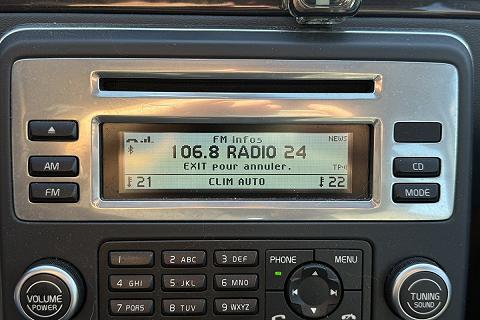 FM Infos NEWS
106.8 RADIO 24
EXIT pour annuler. TP
21 CLIM AUTO 22
AM
FM
CD
MODE
1 2 ABC 3 DEF
4 GHI 5 JKL 6 MNO
7 PQRS 8 TUV 9 WXYZ
PHONE MENU
VOLUME
POWER
TUNING
SOUND